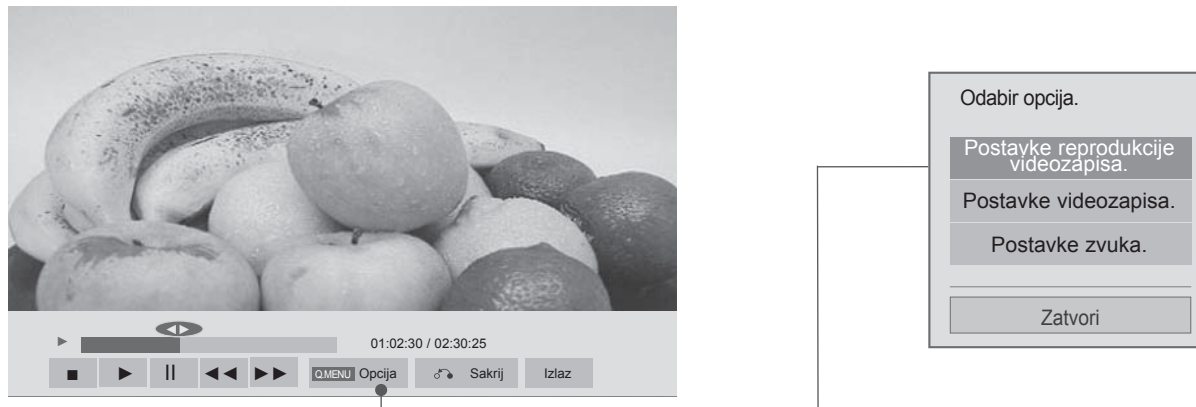 01:02:30 / 02:30:25
Q.MENU Opcija Sakrij Izlaz
Odabir opcija.
Postavke reprodukcije
videozapisa.
Postavke videozapisa.
Postavke zvuka.
Zatvori